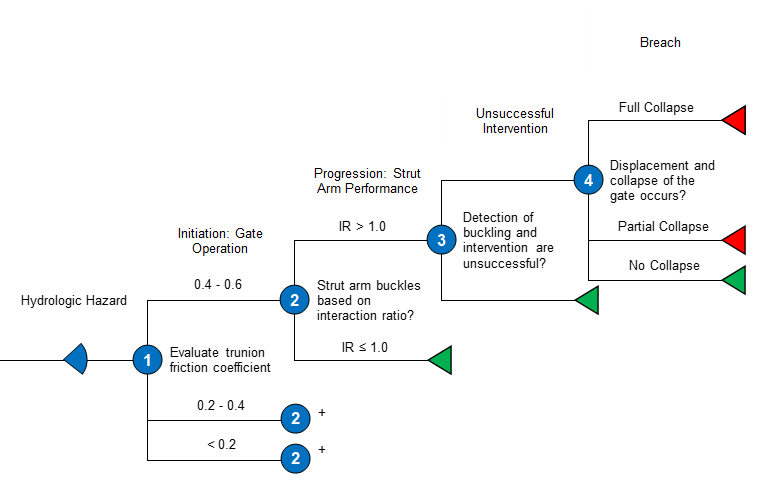 Breach
Unsuccessful
Intervention
Full Collapse
Progression: Strut
Arm Performance
4
Displacement and
collapse of the
gate occurs?
Initiation: Gate
Operation
IR > 1.0
3
Detection of
buckling and
intervention are
unsuccessful?
Partial Collapse
No Collapse
Hydrologic Hazard
0.4 - 0.6
2
Strut arm buckles
based on
interaction ratio?
1
Evaluate trunion
friction coefficient
IR ≤ 1.0
0.2 - 0.4
2 +
< 0.2
2 +